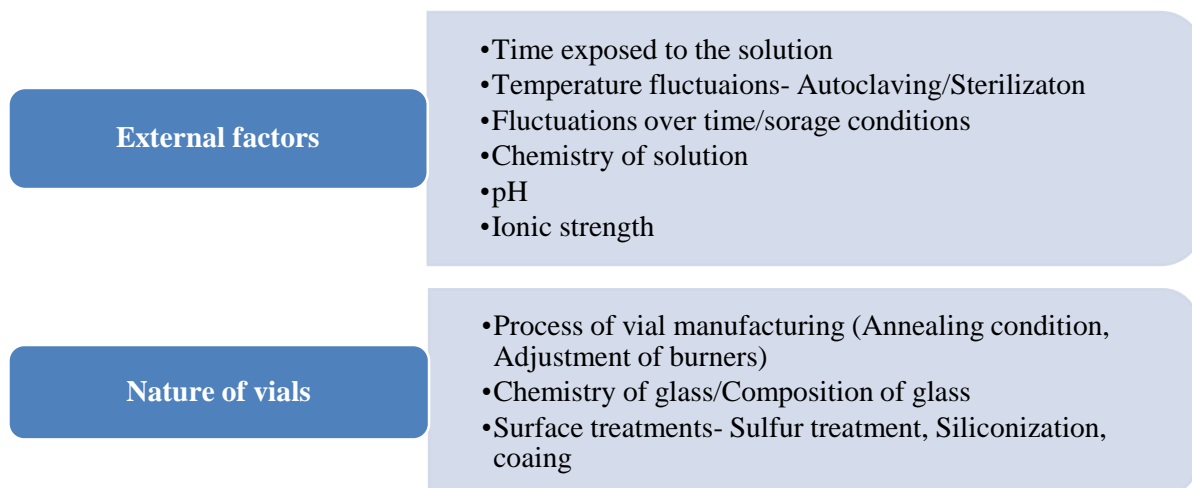 External factors
•Time exposed to the solution
•Temperature fluctuaions- Autoclaving/Sterilizaton
•Fluctuations over time/sorage conditions
•Chemistry of solution
•pH
•Ionic strength
Nature of vials
•Process of vial manufacturing (Annealing condition,
Adjustment of burners)
•Chemistry of glass/Composition of glass
•Surface treatments- Sulfur treatment, Siliconization,
coaing